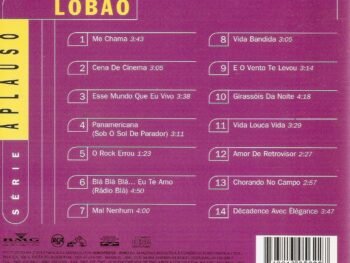 LOBÃO
SÉRIE APLAUSO
1 Me Chama 3:43
2 Cena De Cinema 3:05
3 Esse Mundo Que Eu Vivo 3:38
4 Panamericana
(Sob O Sol De Parador) 3:11
5 O Rock Errou 1:23
6 Blá Blá Blá... Eu Te Amo
(Rádio Blá) 4:50
7 Mal Nenhum 4:00
8 Vida Bandida 3:05
9 E O Vento Te Levou 3:14
10 Girassóis Da Noite 4:18
11 Vida Louca Vida 3:29
12 Amor De Retrovisor 2:27
13 Chorando No Campo 2:57
14 Décadence Avec Élégance 3:47
BMG
RCA